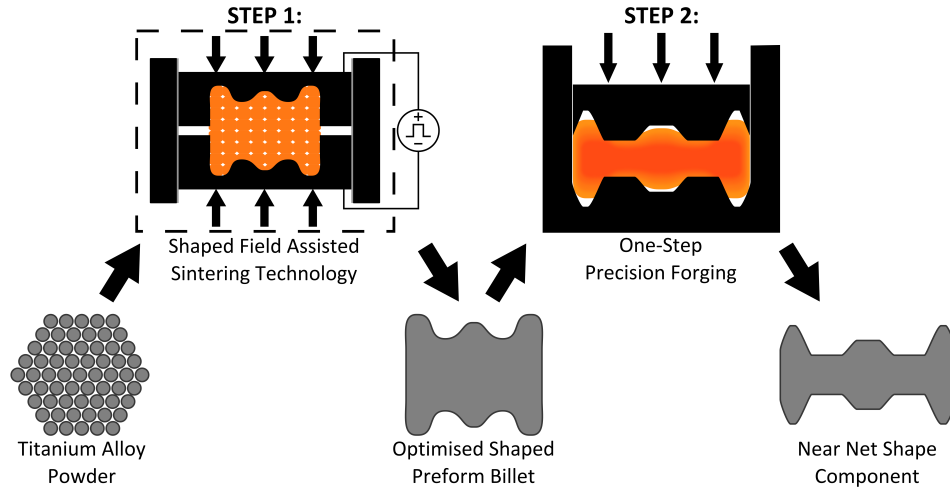 STEP 1:
STEP 2:
+
−
Shaped Field Assisted
Sintering Technology
One-Step
Precision Forging
Titanium Alloy
Powder
Optimised Shaped
Preform Billet
Near Net Shape
Component